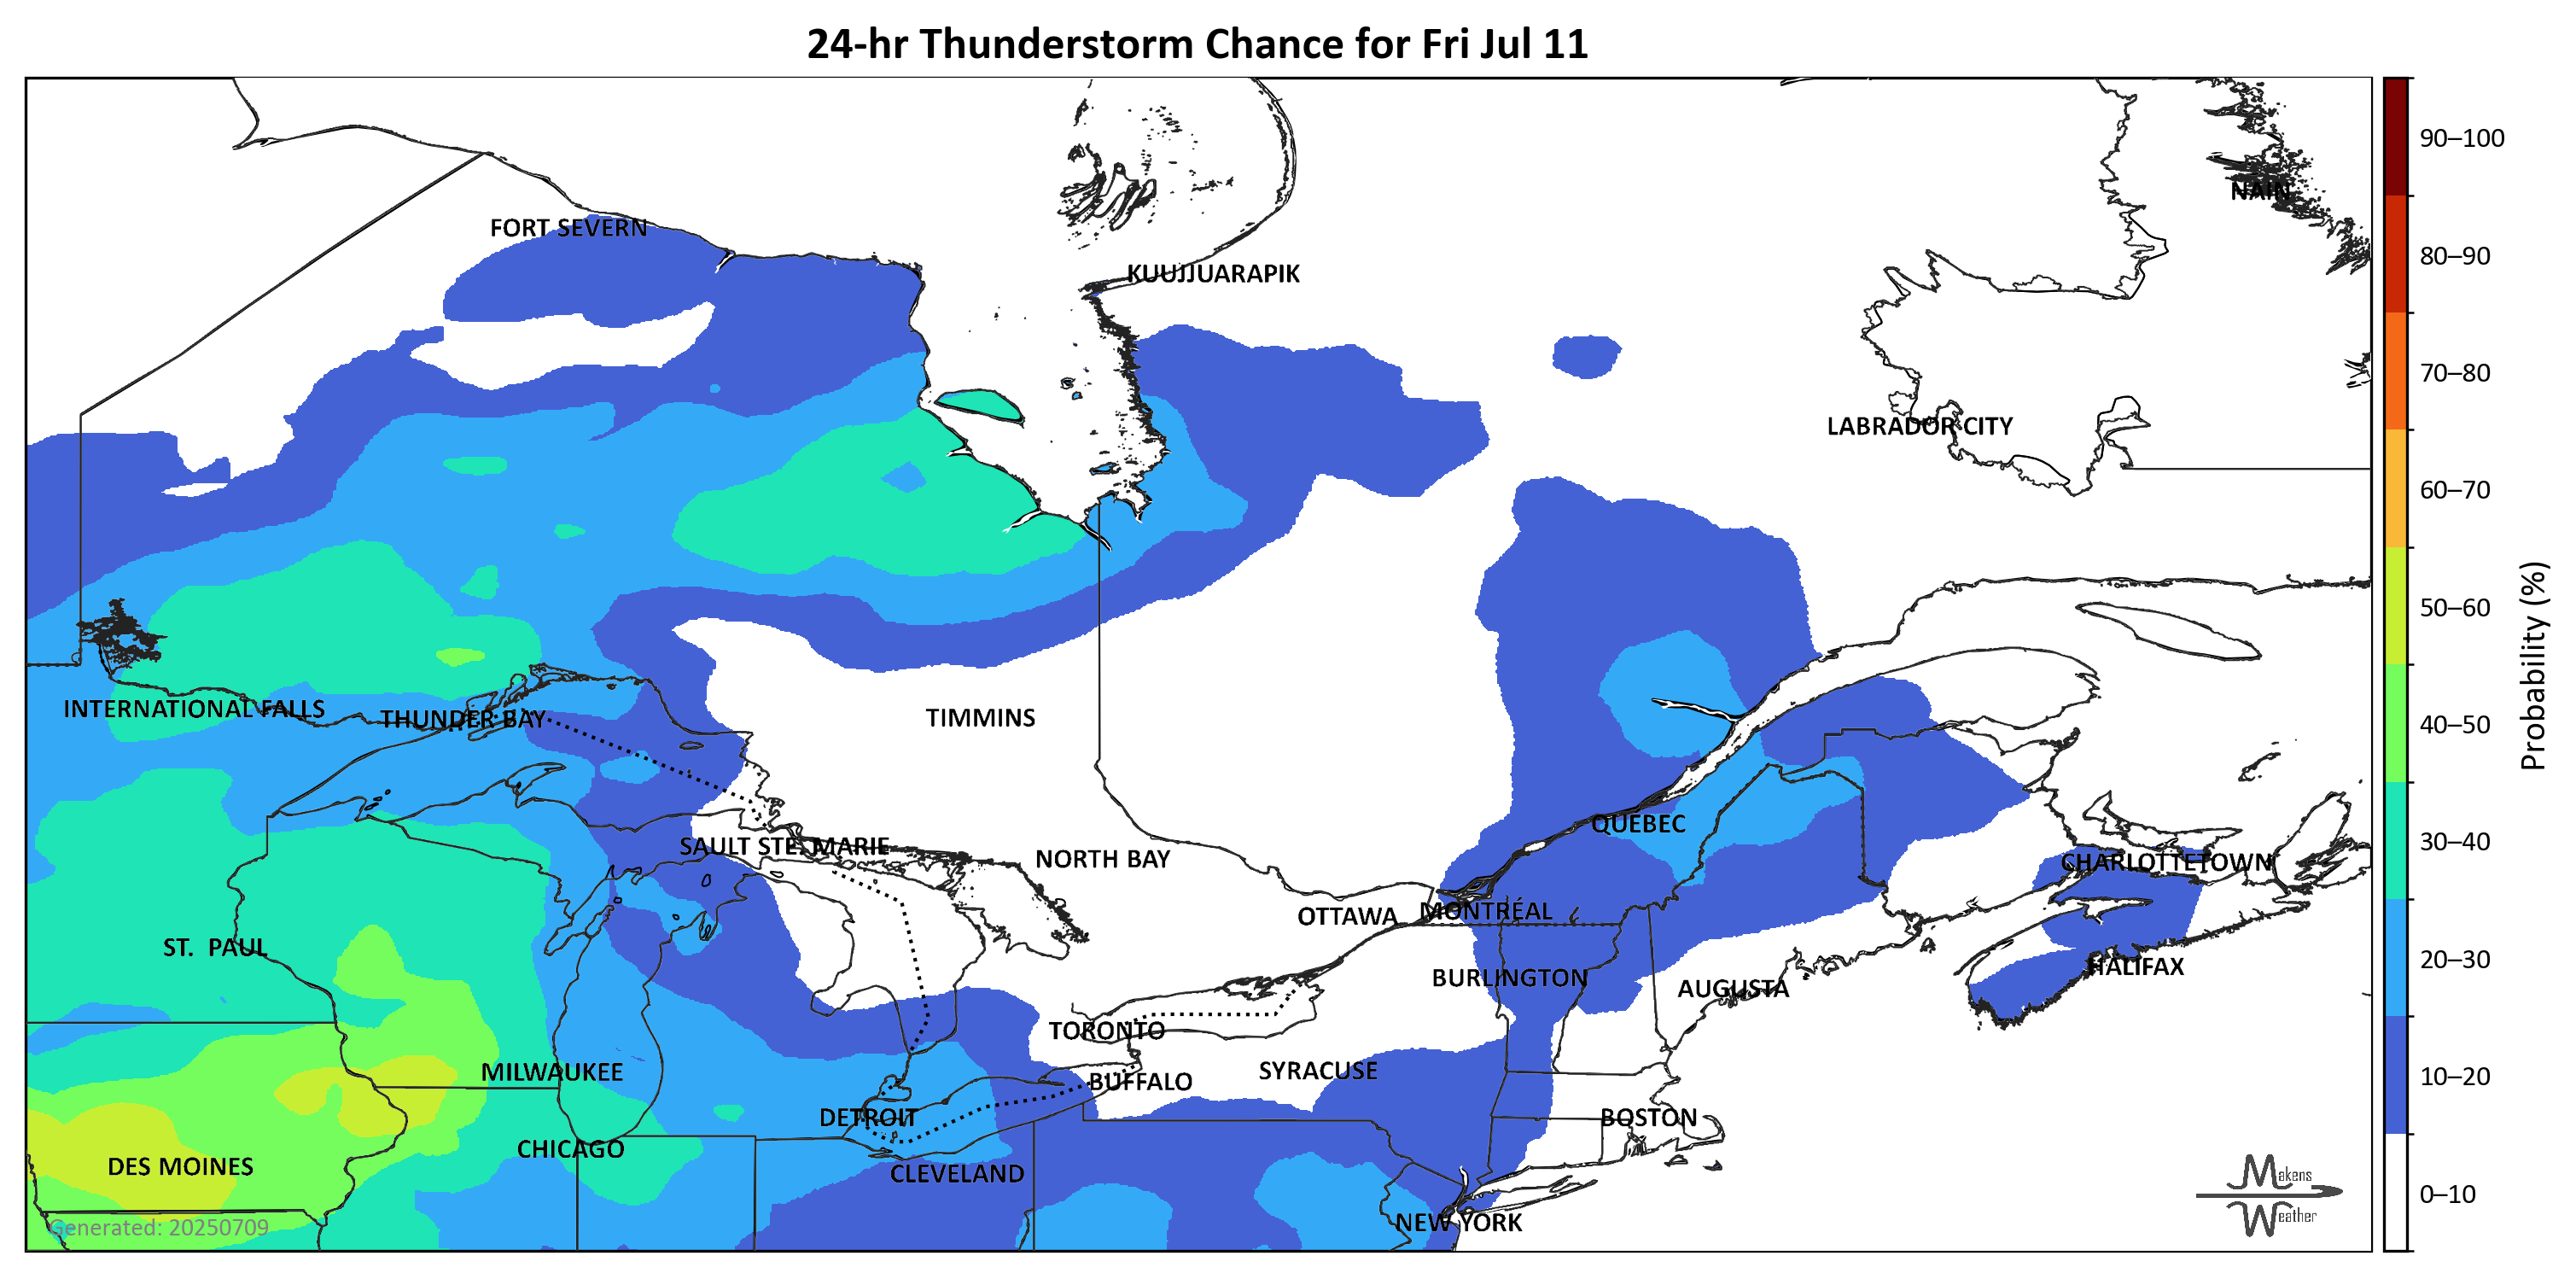 24-hr Thunderstorm Chance for Fri Jul 11
90–100
NAIN
FORT SEVERN
80–90
KUUJJUARAPIK
70–80
LABRADOR CITY
60–70
50–60
Probability (%)
INTERNATIONAL FALLS
THUNDER BAY
TIMMINS
40–50
QUEBEC
SAULT STE. MARIE
30–40
NORTH BAY
CHARLOTTETOWN
OTTAWA
MONTRÉAL
ST. PAUL
20–30
HALIFAX
BURLINGTON
AUGUSTA
TORONTO
MILWAUKEE
SYRACUSE
10–20
BUFFALO
DETROIT
BOSTON
CHICAGO
DES MOINES
CLEVELAND
Makens
0–10
Weather
NEW YORK
Generated: 20250709